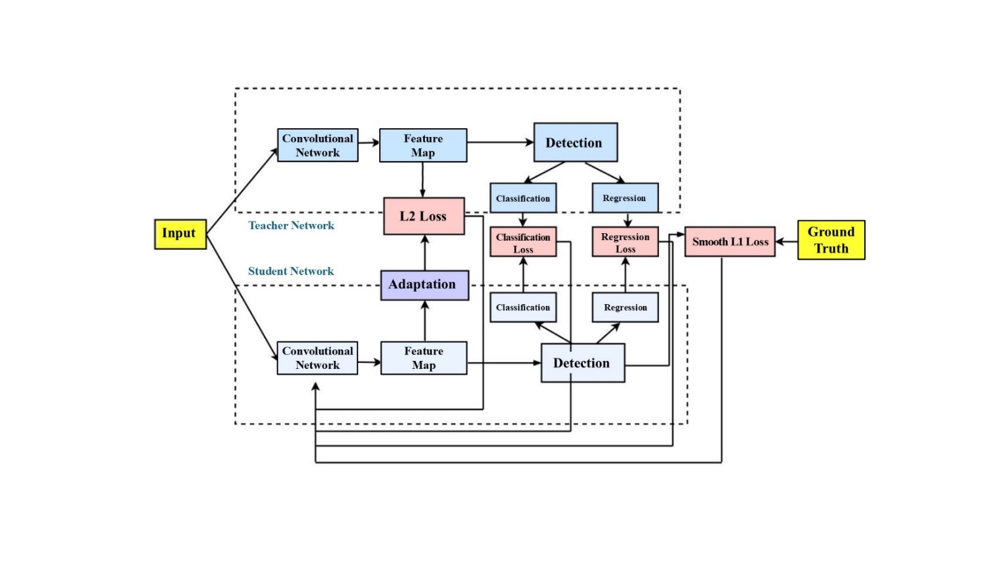 Convolutional
Network
Feature
Map
Detection
Classification
Regression
L2 Loss
Teacher Network
Input
Classification
Loss
Regression
Loss
Smooth L1 Loss
Ground
Truth
Student Network
Adaptation
Classification
Regression
Convolutional
Network
Feature
Map
Detection